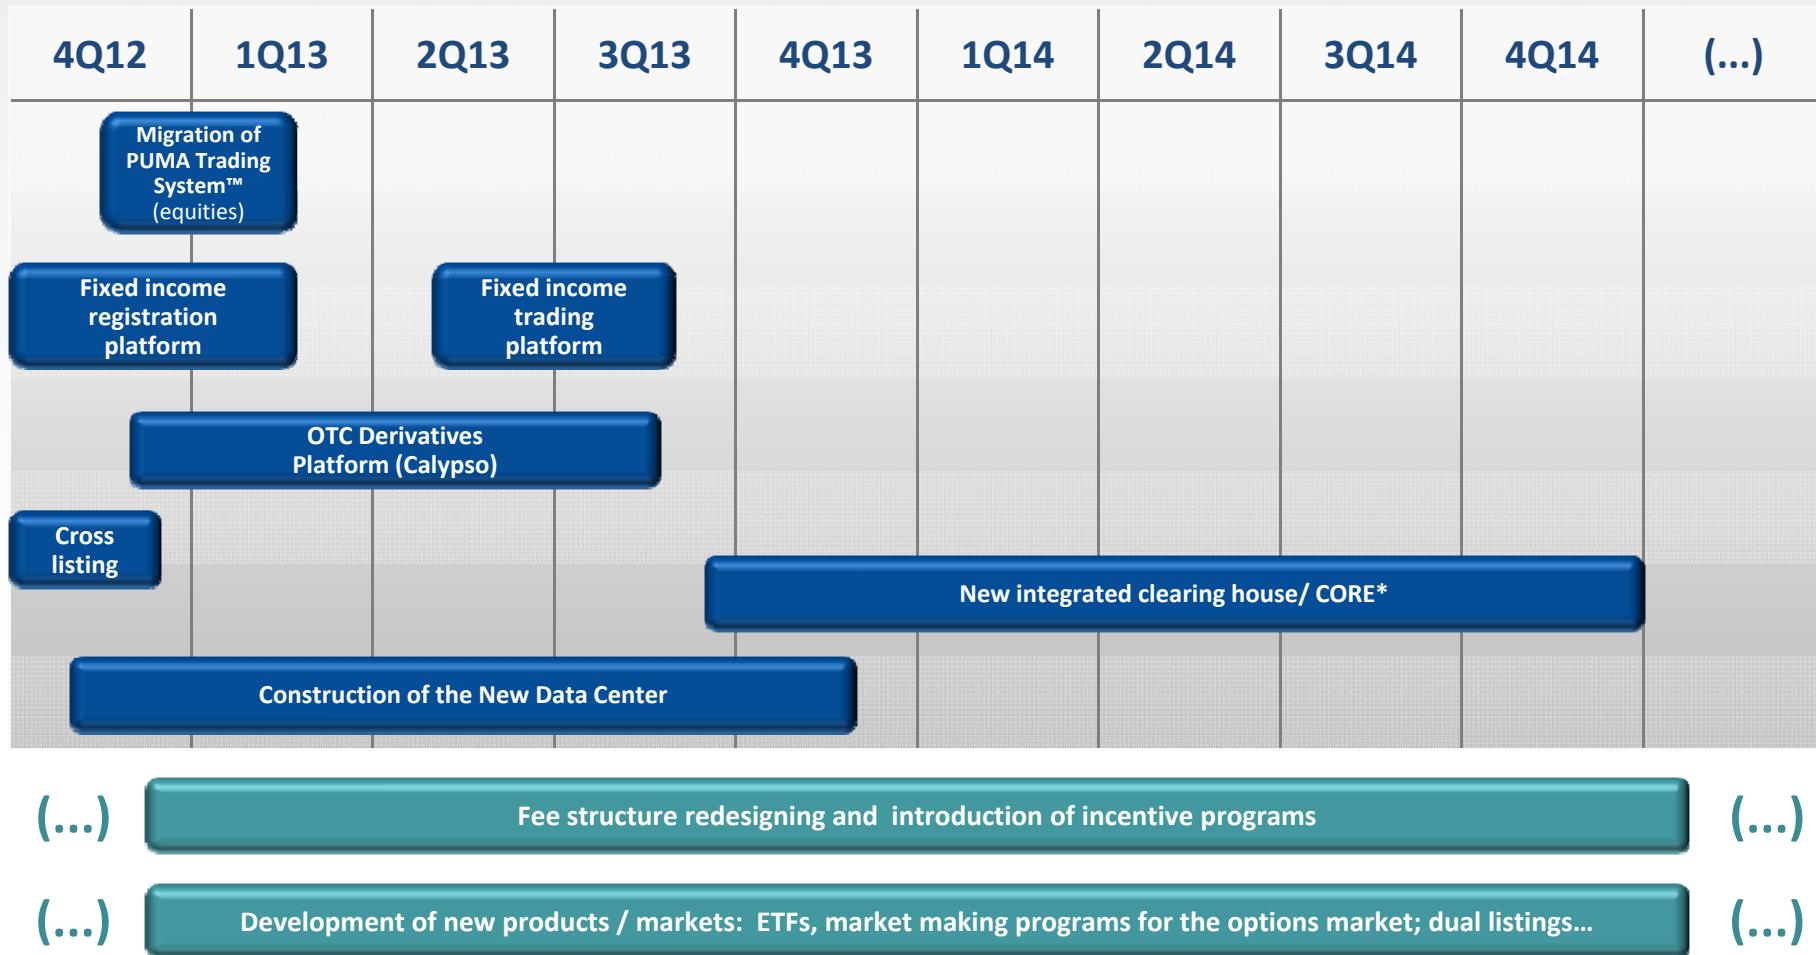 4Q12 1Q13 2Q13 3Q13 4Q13 1Q14 2Q14 3Q14 4Q14 (...)
Migration of
PUMA Trading
System™
(equities)
Fixed income
registration
platform
Fixed income
trading
platform
OTC Derivatives
Platform (Calypso)
Cross
listing
New integrated clearing house/ CORE*
Construction of the New Data Center
(...) Fee structure redesigning and introduction of incentive programs (...)
(...) Development of new products / markets: ETFs, market making programs for the options market; dual listings... (...)